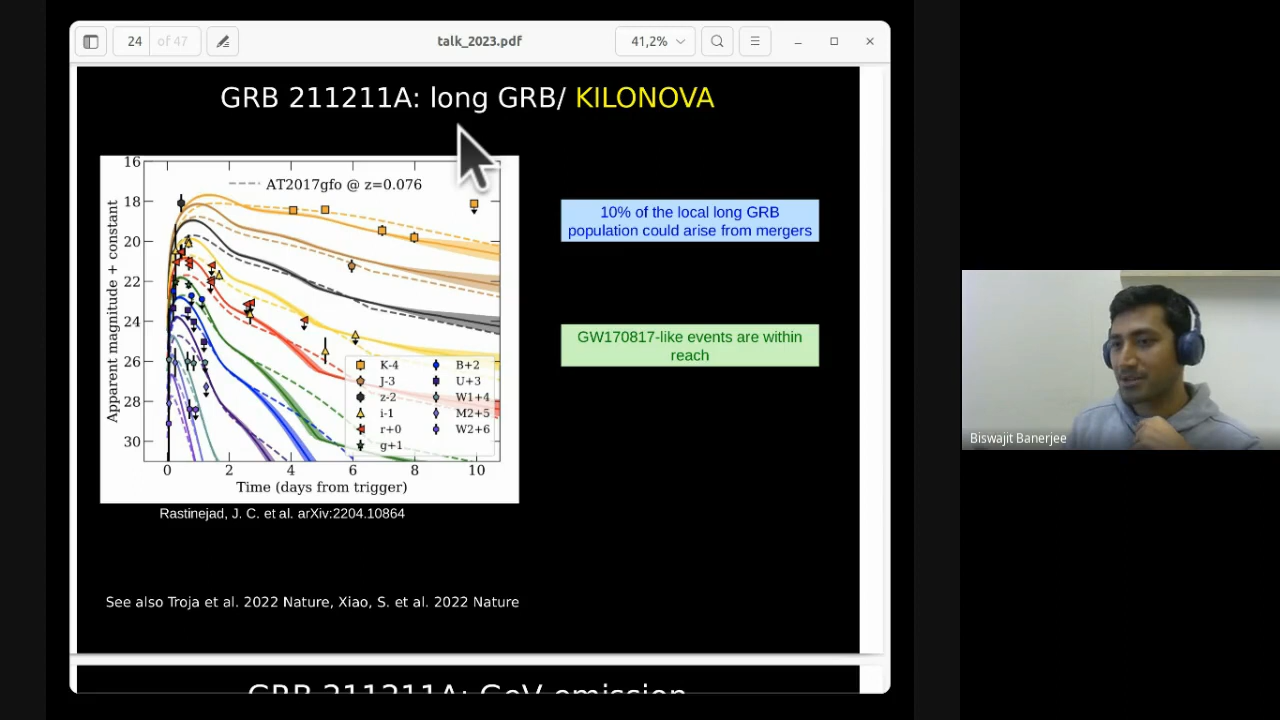 24 of 47
talk_2023.pdf
41,2%
GRB 211211A: long GRB/ KILONOVA
16
18
20
22
24
26
28
30
Apparent magnitude + constant
AT2017gfo @ z=0.076
K-4
J-3
z-2
i-1
r+0
g+1
B+2
U+3
W1+4
M2+5
W2+6
0 2 4 6 8 10
Time (days from trigger)
Rastinejad, J. C. et al. arXiv:2204.10864
10% of the local long GRB
population could arise from mergers
GW170817-like events are within
reach
See also Troja et al. 2022 Nature, Xiao, S. et al. 2022 Nature
GRB 211211A: GeV emission
Biswajit Banerjee